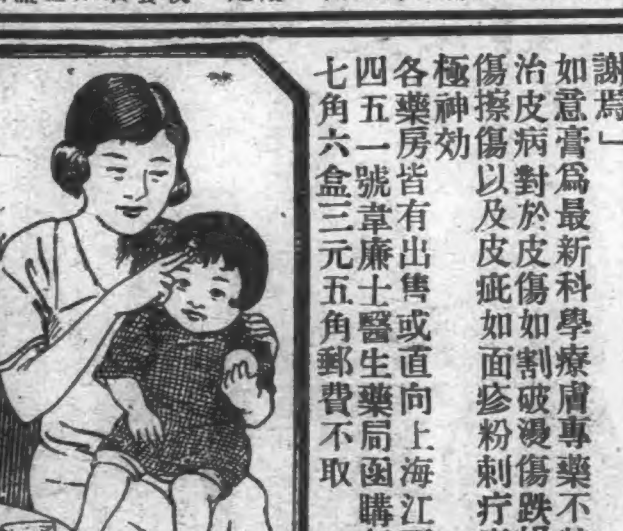 謝焉」
如意膏爲最新科學療膚專藥不
治皮病對於皮傷如割破燙傷跌
傷擦傷以及皮疵如面疹粉刺疔
極神効
各藥房皆有出售或直向上海江
四五一號韋廉士醫生藥局函購
七角六盒三元五角郵費不取